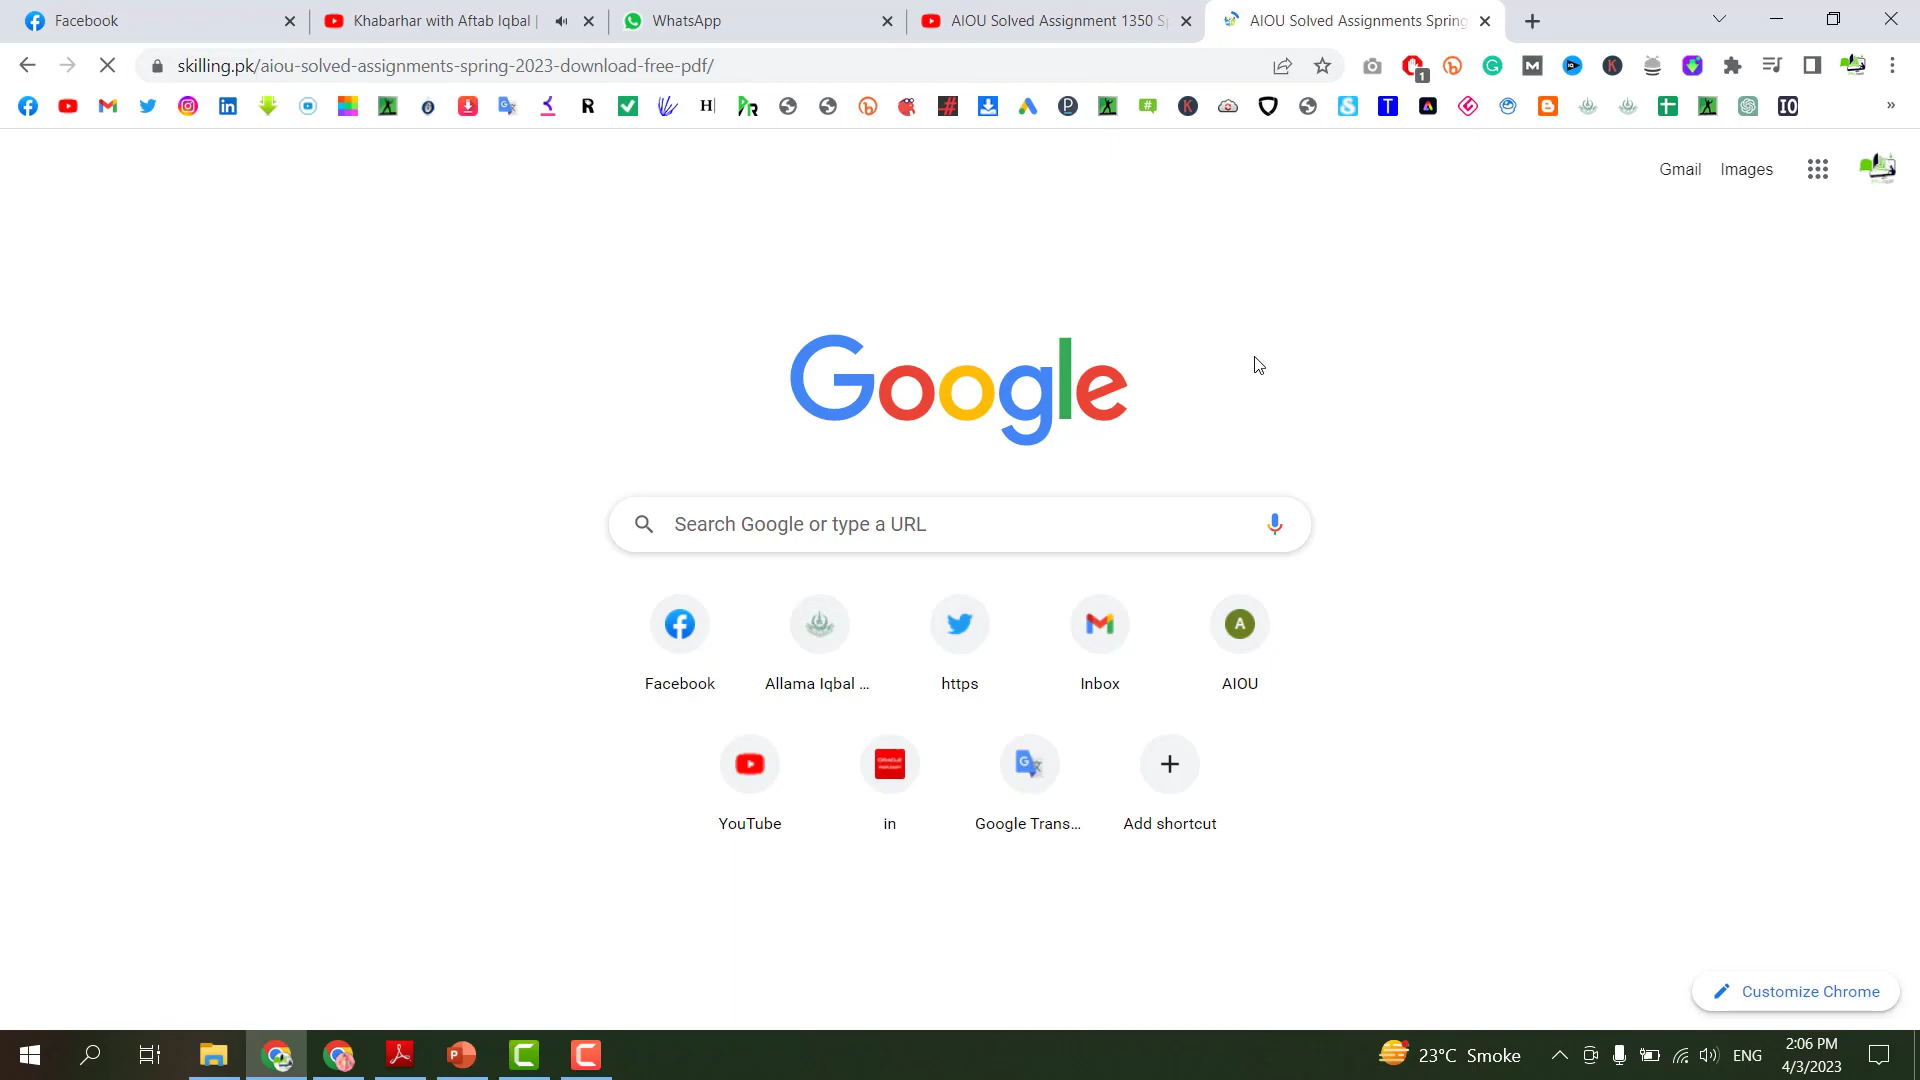 Facebook
Khabarhar with Aftab Iqbal |
WhatsApp
AIOU Solved Assignment 1350 S
AIOU Solved Assignments Spring
skilling.pk/aiou-solved-assignments-spring-2023-download-free-pdf/
1
Gmail
Images
Google
Search Google or type a URL
A
Facebook
Allama Iqbal ...
https
Inbox
AIOU
YouTube
in
Google Trans...
Add shortcut
Customize Chrome
23°C Smoke
ENG
2:06 PM
4/3/2023